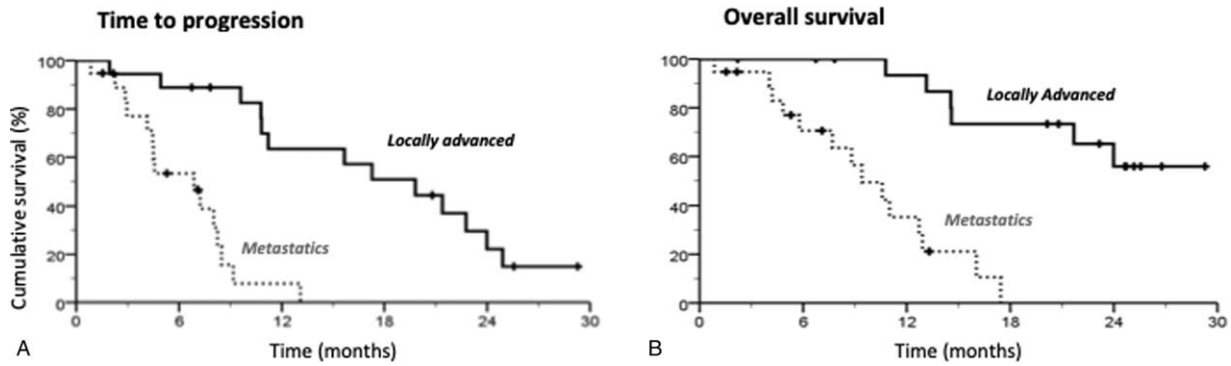 Time to progression
Cumulative survival (%)
100
80
60
40
20
0
Locally advanced
Metastatics
0 6 12 18 24 30
Time (months)
A
Overall survival
100
80
60
40
20
0
Locally Advanced
Metastatics
0 6 12 18 24 30
Time (months)
B